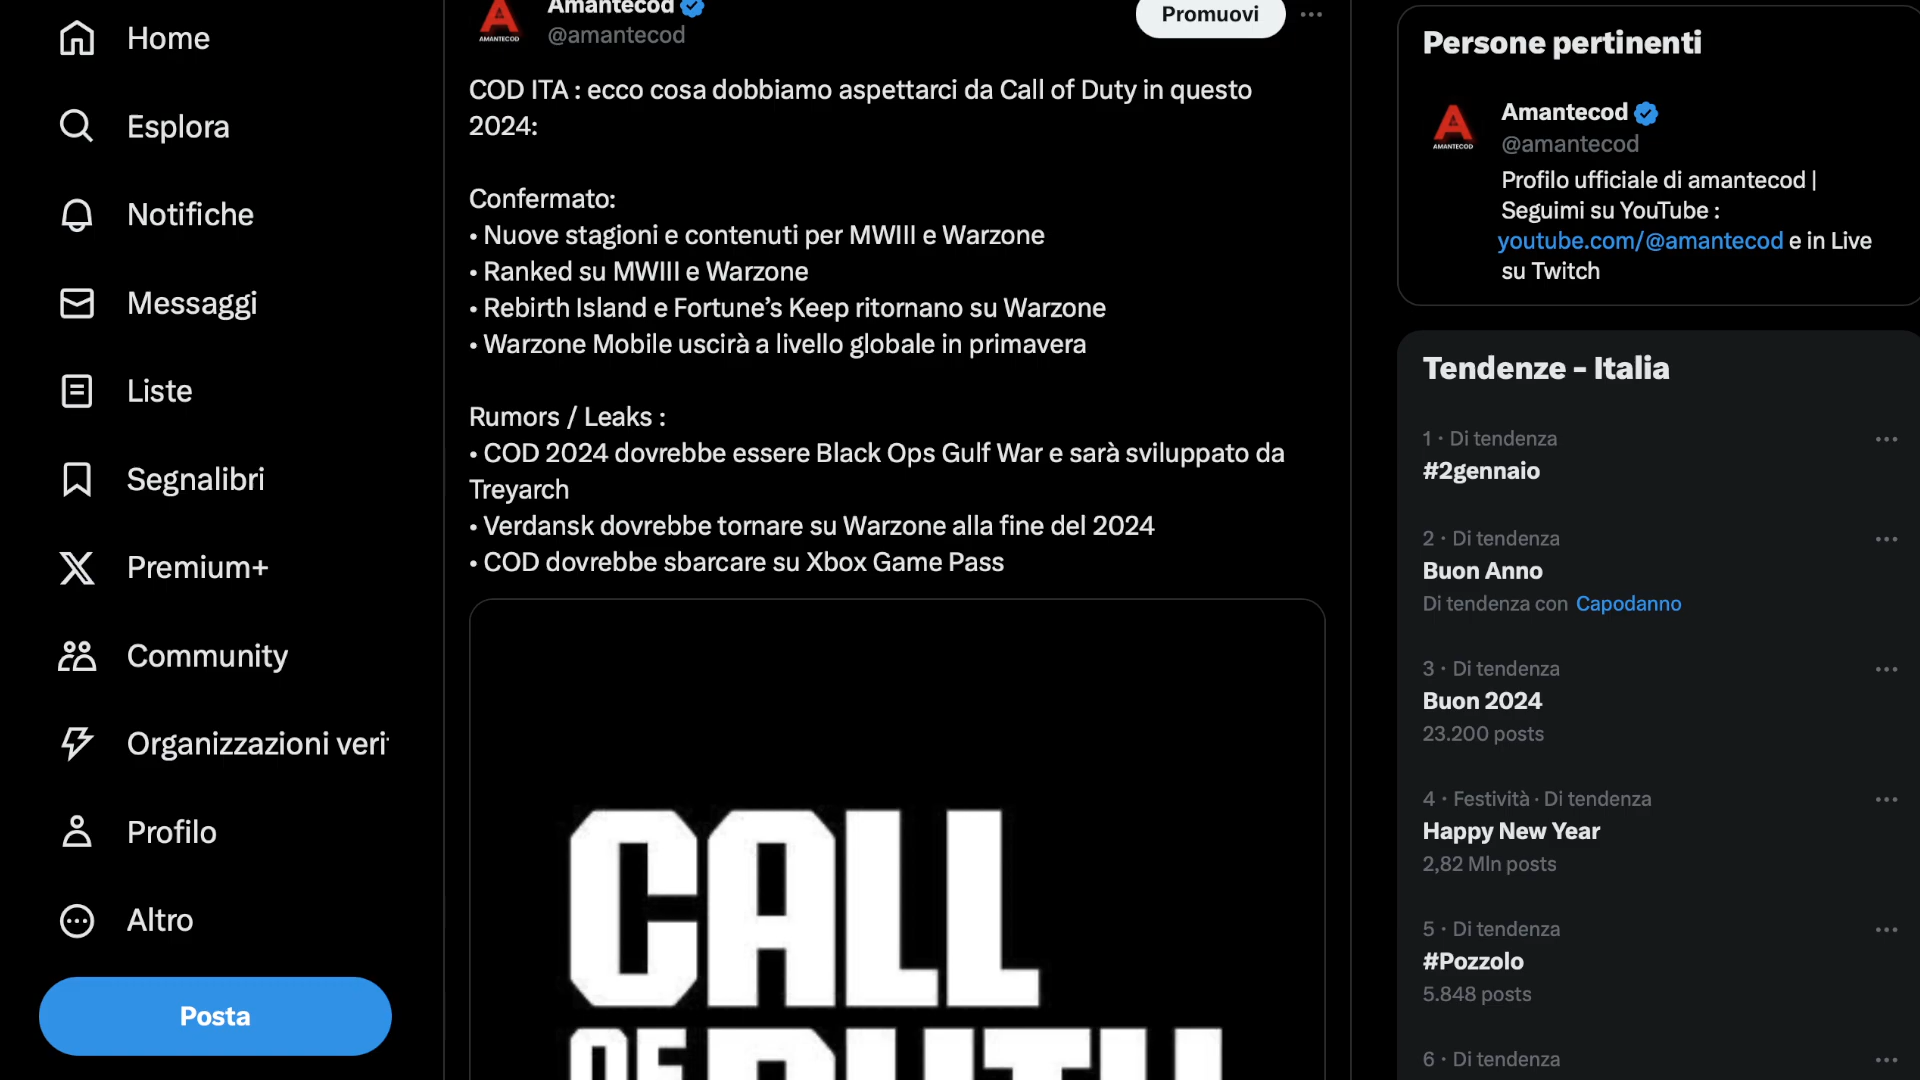 Home
Esplora
Notifiche
Messaggi
Liste
Segnalibri
Premium+
Community
Organizzazioni veri
Profilo
Altro
Posta
AMANTECOD
Amantecod
@amantecod
Promuovi
COD ITA : ecco cosa dobbiamo aspettarci da Call of Duty in questo
2024:
Confermato:
• Nuove stagioni e contenuti per MWIII e Warzone
• Ranked su MWIII e Warzone
• Rebirth Island e Fortune’s Keep ritornano su Warzone
• Warzone Mobile uscirà a livello globale in primavera
Rumors / Leaks :
• COD 2024 dovrebbe essere Black Ops Gulf War e sarà sviluppato da
Treyarch
• Verdansk dovrebbe tornare su Warzone alla fine del 2024
• COD dovrebbe sbarcare su Xbox Game Pass
CALL
OF DUTY
Persone pertinenti
AMANTECOD
Amantecod
@amantecod
Profilo ufficiale di amantecod |
Seguimi su YouTube :
youtube.com/@amantecod e in Live
su Twitch
Tendenze - Italia
1 · Di tendenza
#2gennaio
2 · Di tendenza
Buon Anno
Di tendenza con Capodanno
3 · Di tendenza
Buon 2024
23.200 posts
4 · Festività · Di tendenza
Happy New Year
2,82 Mln posts
5 · Di tendenza
#Pozzolo
5.848 posts
6 · Di tendenza